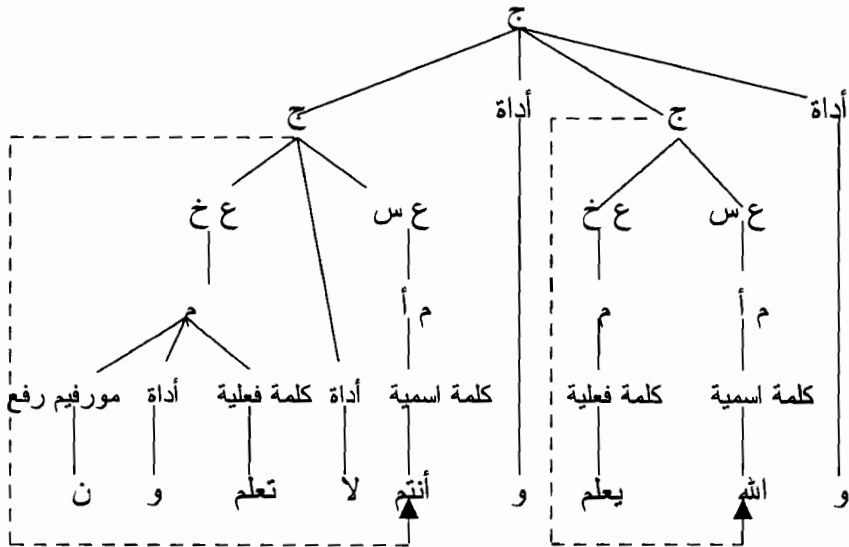 ج
أداة ج أداة ج
ع س ع خ ع س ع خ
م أ م م أ م
كلمة اسمية كلمة فعلية كلمة اسمية أداة كلمة فعلية أداة مورفيم رفع
و الله يعلم و أنتم لا تعلم و ن